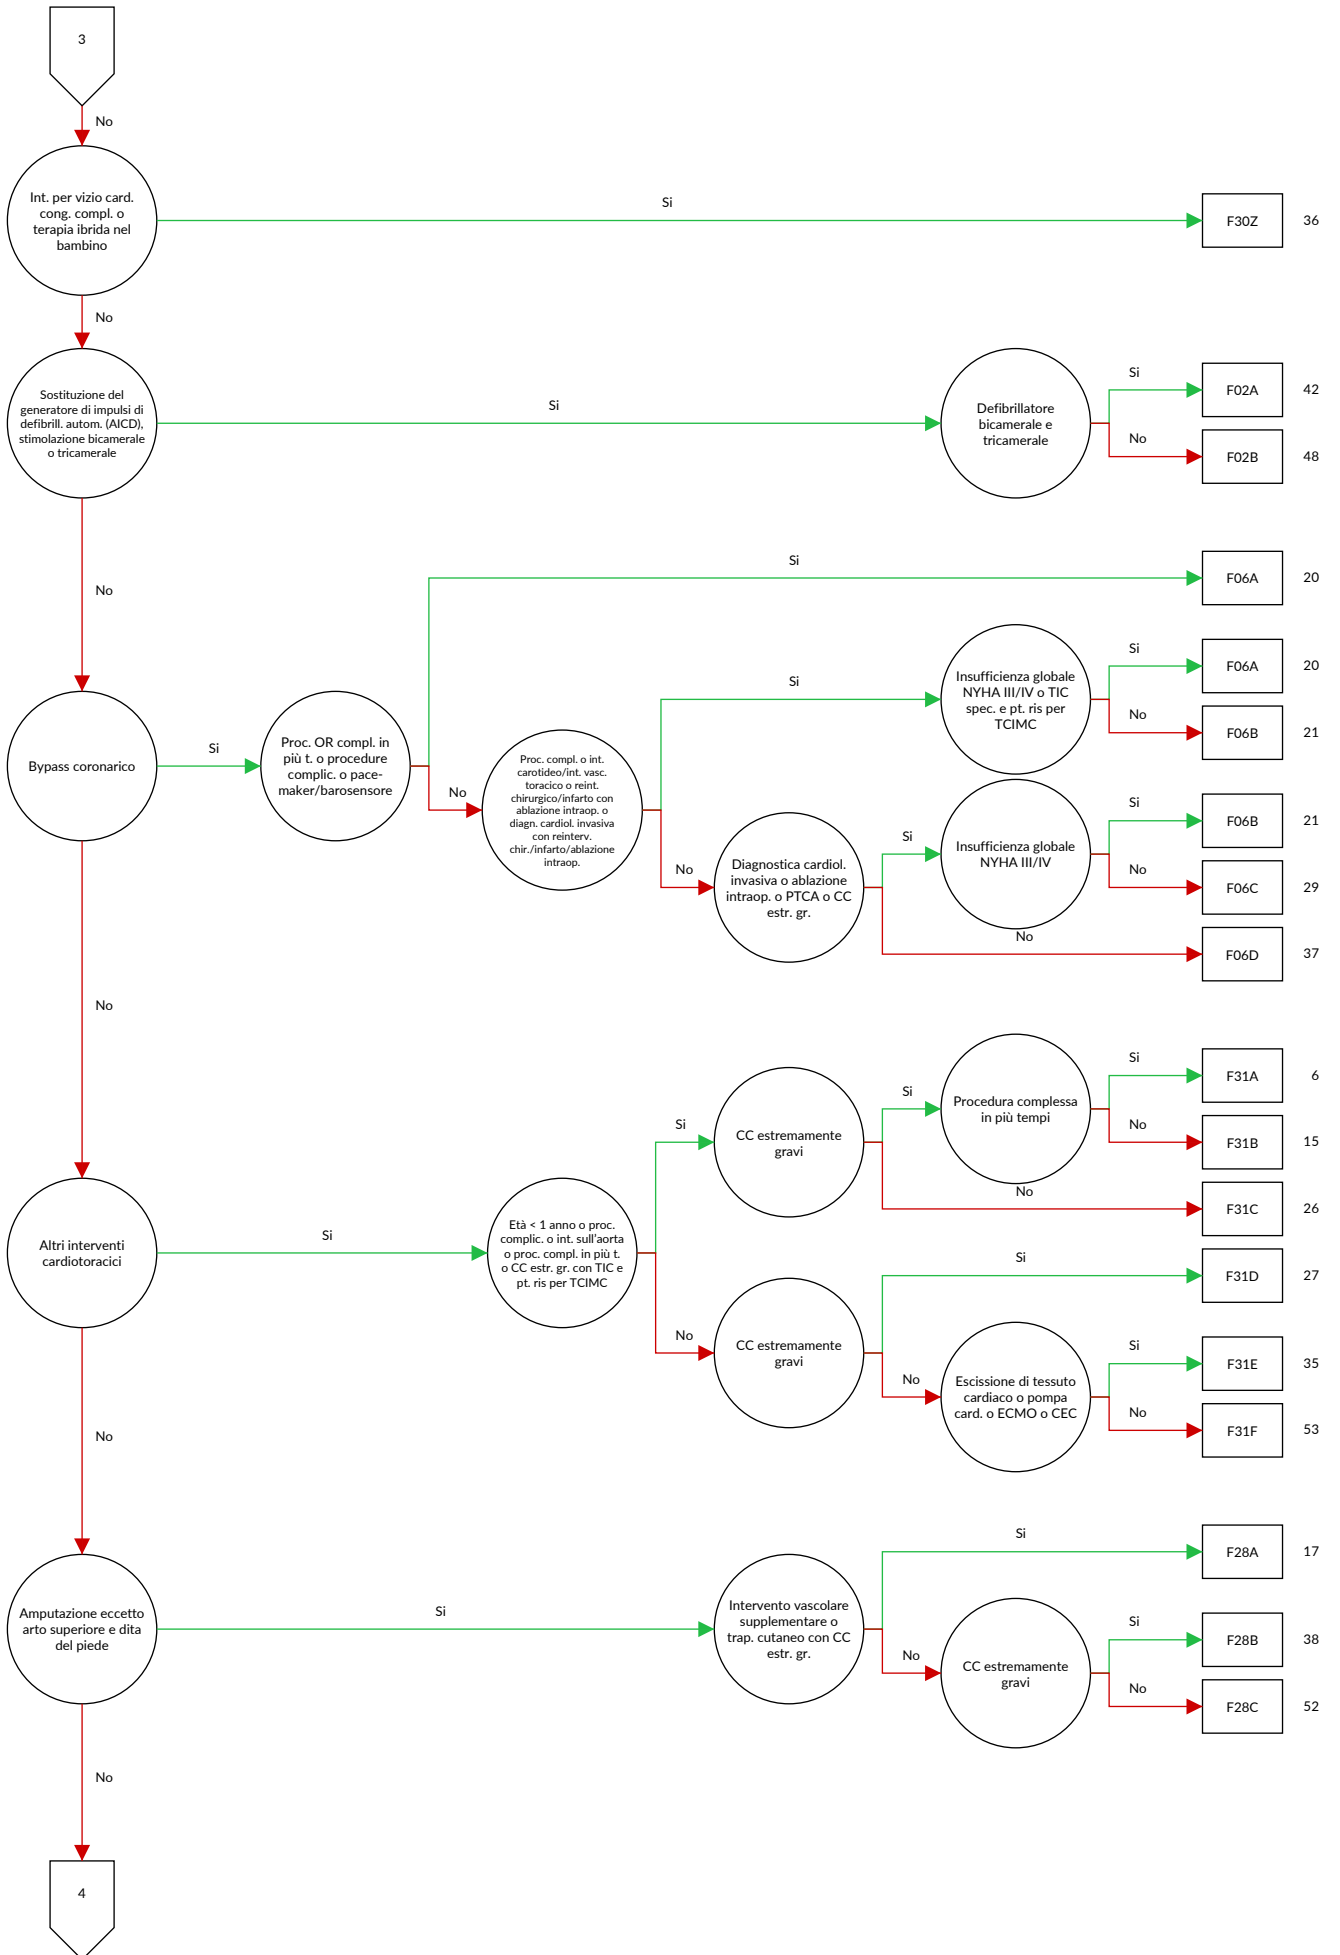 3
No
Int. per vizio card.
cong. compl. o
terapia ibrida nel
bambino
Si
F30Z
36
No
Sostituzione del
generatore di impulsi di
defibrill. autom. (AICD),
stimolazione bicamerale
o tricamerale
Si
Defibrillatore
bicamerale e
tricamerale
Si
F02A
42
No
F02B
48
No
Bypass coronarico
Si
Proc. OR compl. in
più t. o procedure
complic. o pace-
maker/barosensore
Si
F06A
20
No
Proc. compl. o int.
carotideo/int. vasc.
toracico o reint.
chirurgico/infarto con
ablazione intraop. o
diagn. cardiol. invasiva
con reinterv.
chir./infarto/ablazione
intraop.
Si
Insufficienza globale
NYHA III/IV o TIC
spec. e pt. ris per
TCIMC
Si
F06A
20
No
F06B
21
No
Diagnostica cardiol.
invasiva o ablazione
intraop. o PTCA o CC
estr. gr.
Si
Insufficienza globale
NYHA III/IV
Si
F06B
21
No
F06C
29
No
F06D
37
No
Altri interventi
cardiotoracici
Si
Età < 1 anno o proc.
complic. o int. sull'aorta
o proc. compl. in più t.
o CC estr. gr. con TIC e
pt. ris per TCIMC
Si
CC estremamente
gravi
Si
Procedura complessa
in più tempi
Si
F31A
6
No
F31B
15
No
F31C
26
No
CC estremamente
gravi
Si
F31D
27
No
Escissione di tessuto
cardiaco o pompa
card. o ECMO o CEC
Si
F31E
35
No
F31F
53
No
Amputazione eccetto
arto superiore e dita
del piede
Si
Intervento vascolare
supplementare o
trap. cutaneo con CC
estr. gr.
Si
F28A
17
No
CC estremamente
gravi
Si
F28B
38
No
F28C
52
No
4